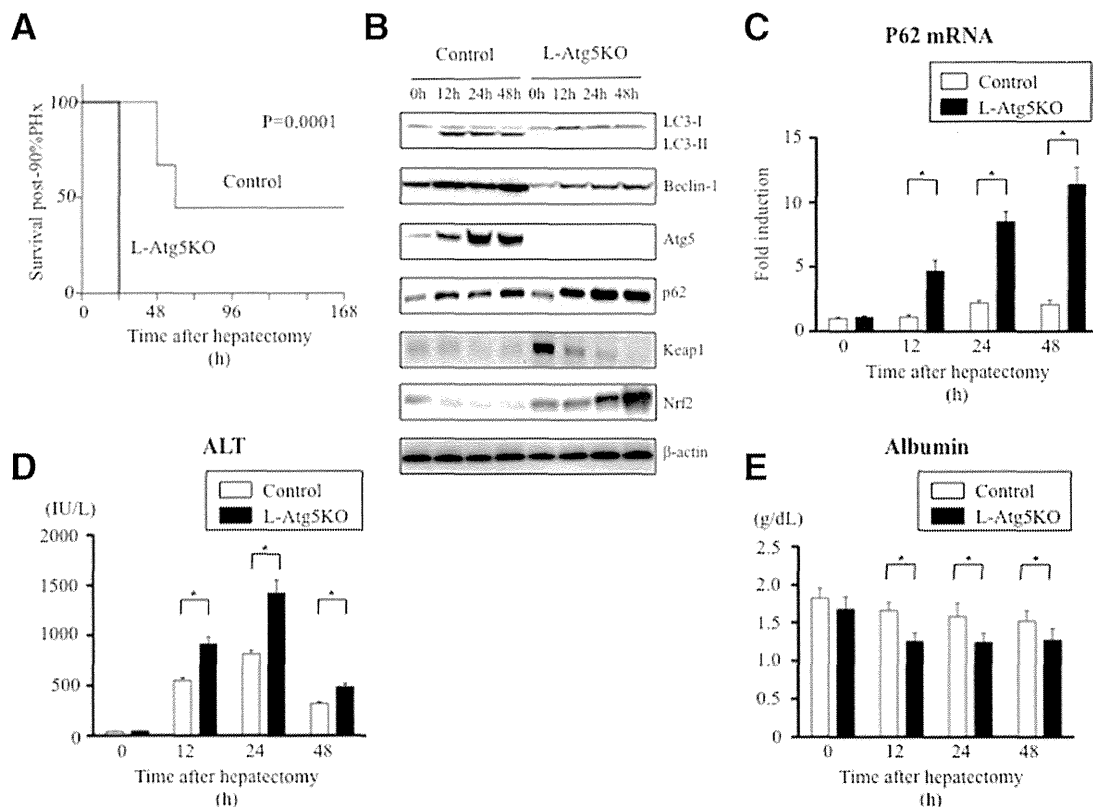 A
Survival post-90%PHx
100
50
0
P=0.0001
Control
L-Atg5KO
0 48 96 168
Time after hepatectomy
(h)
B
Control L-Atg5KO
0h 12h 24h 48h 0h 12h 24h 48h
LC3-I
LC3-II
Beclin-1
Atg5
p62
Keap1
Nrf2
β-actin
C
P62 mRNA
Control
L-Atg5KO
Fold induction
15
10
5
0
* * *
0 12 24 48
Time after hepatectomy
(h)
D
ALT
Control
L-Atg5KO
(IU/L)
2000
1500
1000
500
0
* * *
0 12 24 48
Time after hepatectomy
(h)
E
Albumin
Control
L-Atg5KO
(g/dL)
2.5
2.0
1.5
1.0
0.5
0
* * *
0 12 24 48
Time after hepatectomy
(h)